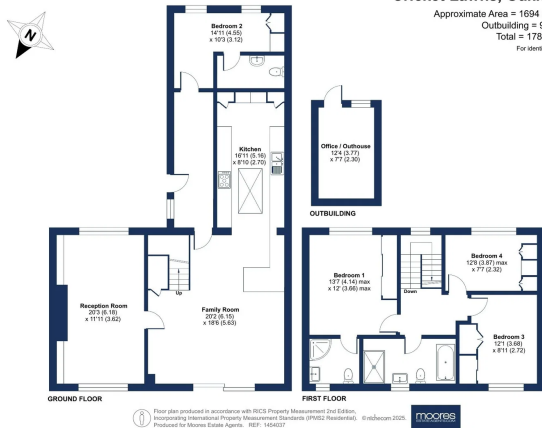 Approximate Area = 1694
Outbuilding = 9
Total = 178
For identi
N
Bedroom 2
14'11 (4.55)
x 10'3 (3.12)
Kitchen
16'11 (5.16)
x 8'10 (2.70)
Office / Outhouse
12'4 (3.77)
x 7'7 (2.30)
OUTBUILDING
Reception Room
20'3 (6.18)
x 11'11 (3.62)
Up
Family Room
20'2 (6.15)
x 18'6 (5.63)
GROUND FLOOR
Bedroom 1
13'7 (4.14) max
x 12' (3.66) max
Down
Bedroom 4
12'8 (3.87) max
x 7'7 (2.32)
Bedroom 3
12'1 (3.68)
x 8'11 (2.72)
FIRST FLOOR
Floor plan produced in accordance with RICS Property Measurement 2nd Edition,
Incorporating International Property Measurement Standards (IPMS2 Residential). © nichecom 2025.
Produced for Moores Estate Agents. REF: 1454037
moores